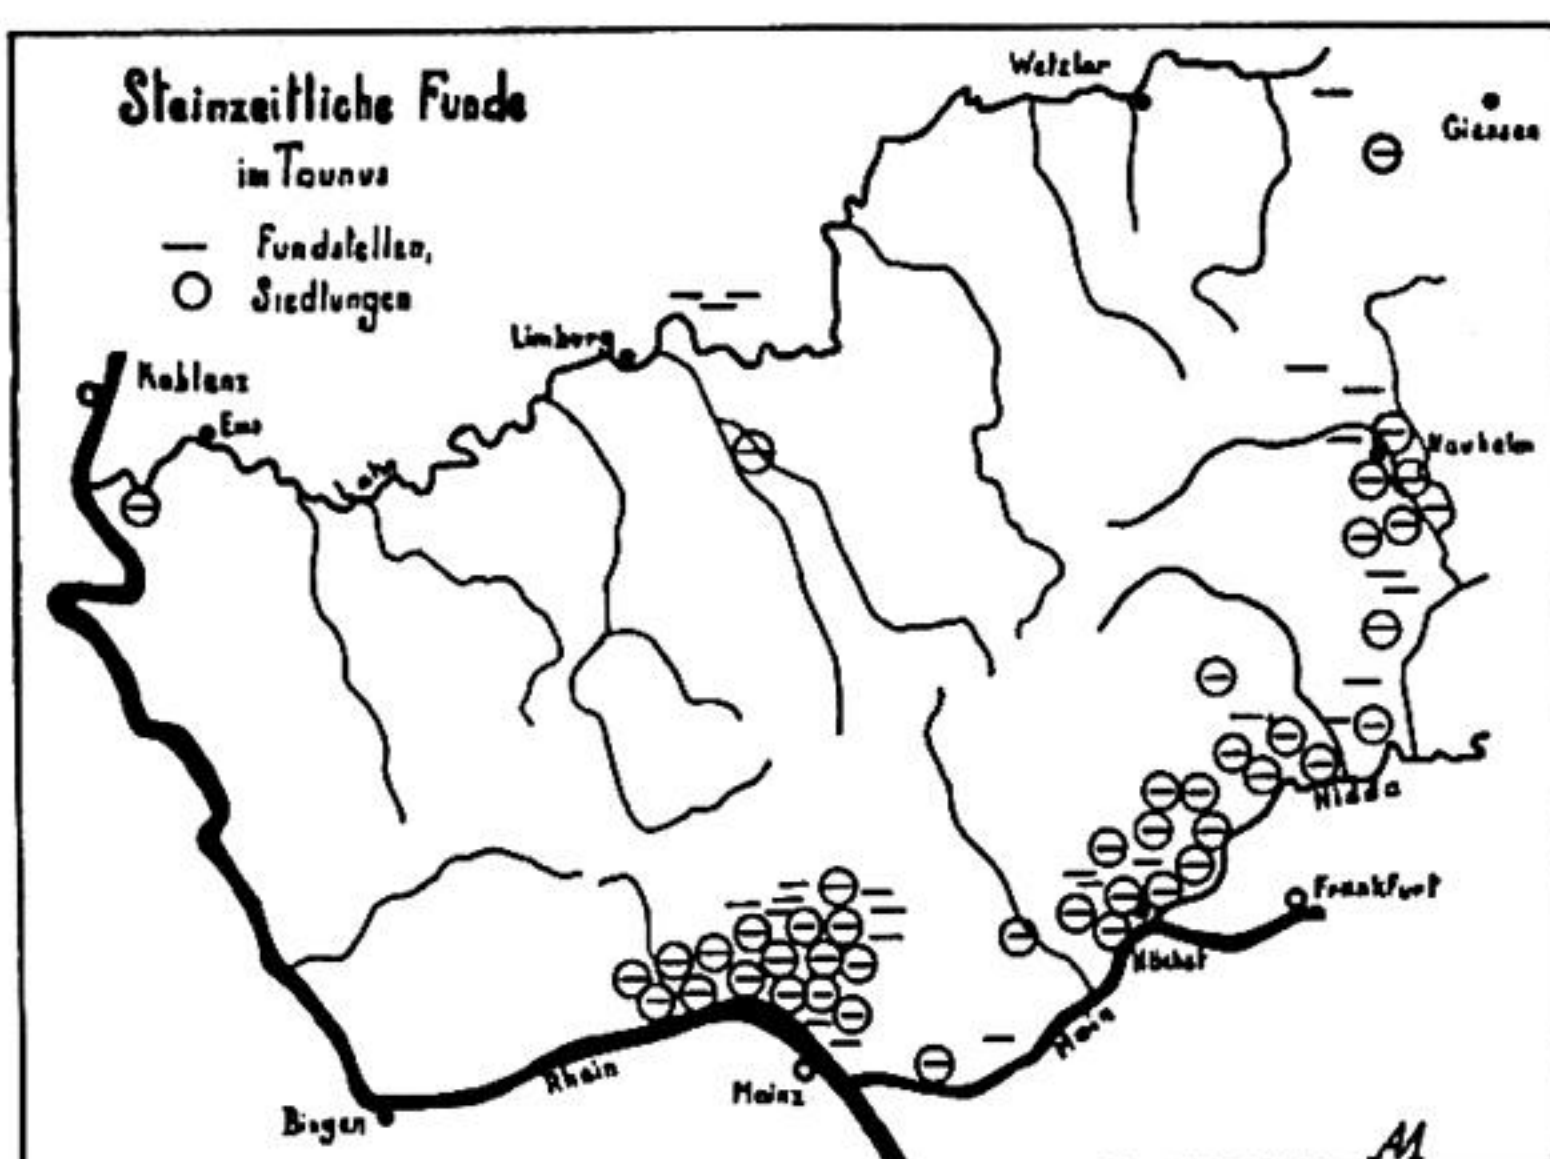 Steinzeitliche Funde
im Taunus
Fundstellen,
Siedlungen
Wetzlar
Giessen
Limburg
Koblenz
Ems
Lahn
Nauheim
Nidda
Frankfurt
Höchst
Main
Rhein
Mainz
Bingen